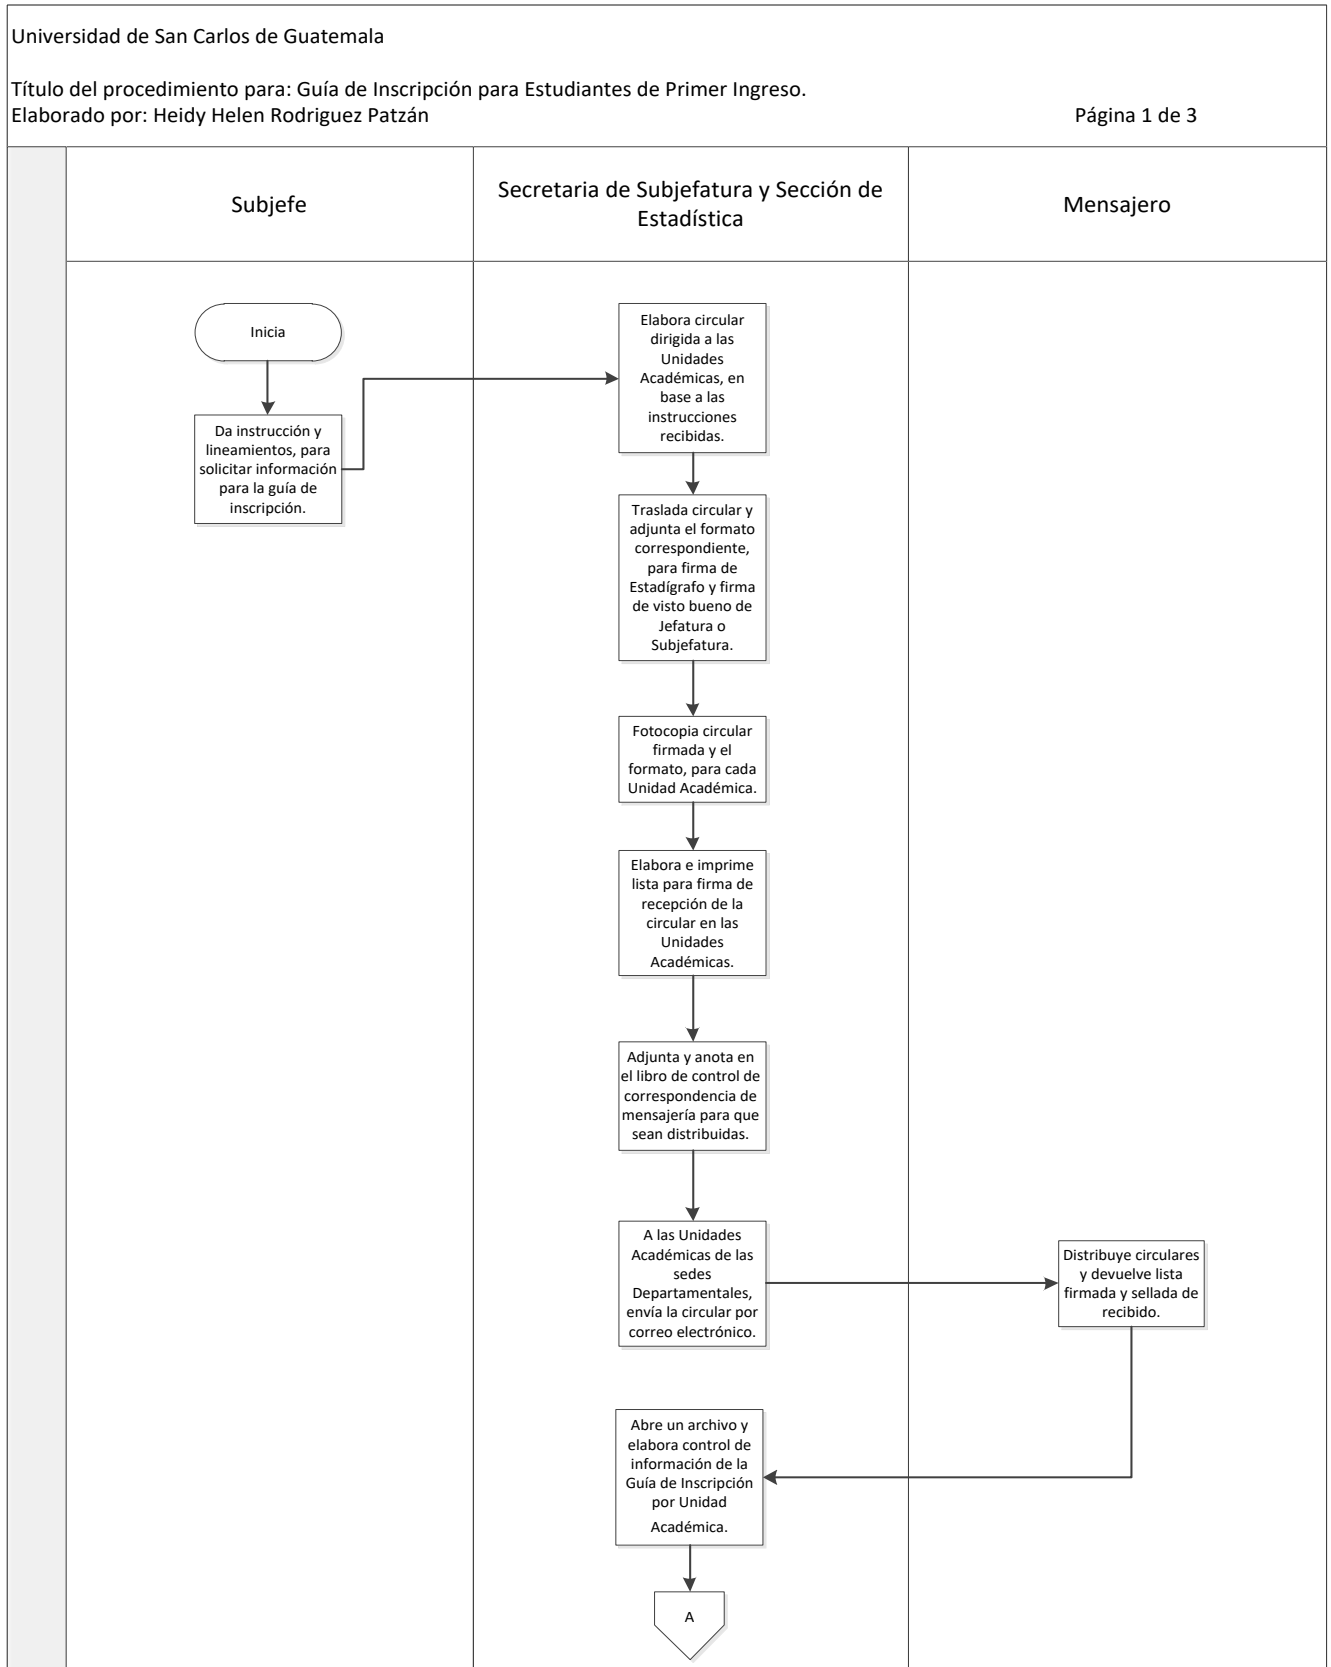 Universidad de San Carlos de Guatemala
Título del procedimiento para: Guía de Inscripción para Estudiantes de Primer Ingreso.
Elaborado por: Heidy Helen Rodriguez Patzán
Página 1 de 3
Subjefe
Secretaria de Subjefatura y Sección de
Estadística
Mensajero
Inicia
Da instrucción y
lineamientos, para
solicitar información
para la guía de
inscripción.
Elabora circular
dirigida a las
Unidades
Académicas, en
base a las
instrucciones
recibidas.
Traslada circular y
adjunta el formato
correspondiente,
para firma de
Estadígrafo y firma
de visto bueno de
Jefatura o
Subjefatura.
Fotocopia circular
firmada y el
formato, para cada
Unidad Académica.
Elabora e imprime
lista para firma de
recepción de la
circular en las
Unidades
Académicas.
Adjunta y anota en
el libro de control de
correspondencia de
mensajería para que
sean distribuidas.
A las Unidades
Académicas de las
sedes
Departamentales,
envía la circular por
correo electrónico.
Distribuye circulares
y devuelve lista
firmada y sellada de
recibido.
Abre un archivo y
elabora control de
información de la
Guía de Inscripción
por Unidad
Académica.
A